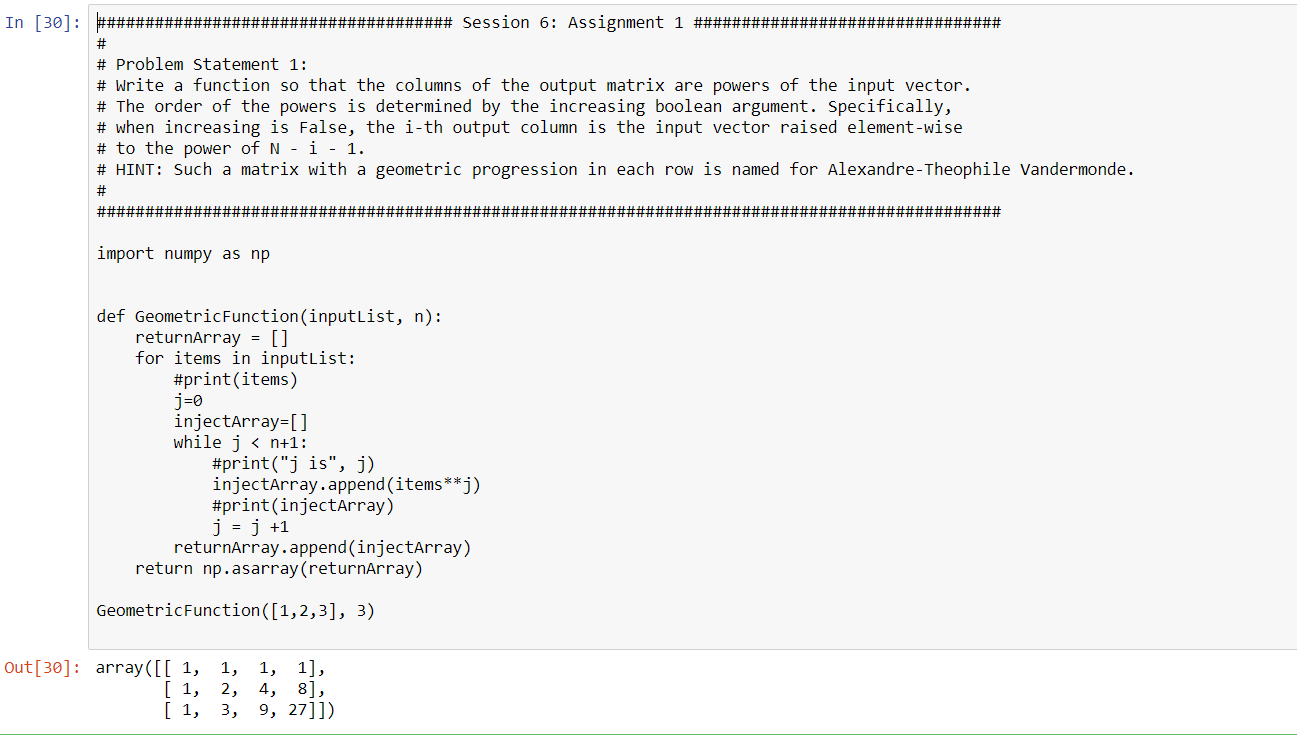 In [30]: ##################################### Session 6: Assignment 1 ################################
#
# Problem Statement 1:
# Write a function so that the columns of the output matrix are powers of the input vector.
# The order of the powers is determined by the increasing boolean argument. Specifically,
# when increasing is False, the i-th output column is the input vector raised element-wise
# to the power of N - i - 1.
# HINT: Such a matrix with a geometric progression in each row is named for Alexandre-Theophile Vandermonde.
#
##############################################################################################
import numpy as np
def GeometricFunction(inputList, n):
    returnArray = []
    for items in inputList:
        #print(items)
        j=0
        injectArray=[]
        while j < n+1:
            #print("j is", j)
            injectArray.append(items**j)
            #print(injectArray)
            j = j +1
        returnArray.append(injectArray)
    return np.asarray(returnArray)
GeometricFunction([1,2,3], 3)
Out[30]: array([[ 1,  1,  1,  1],
       [ 1,  2,  4,  8],
       [ 1,  3,  9, 27]])